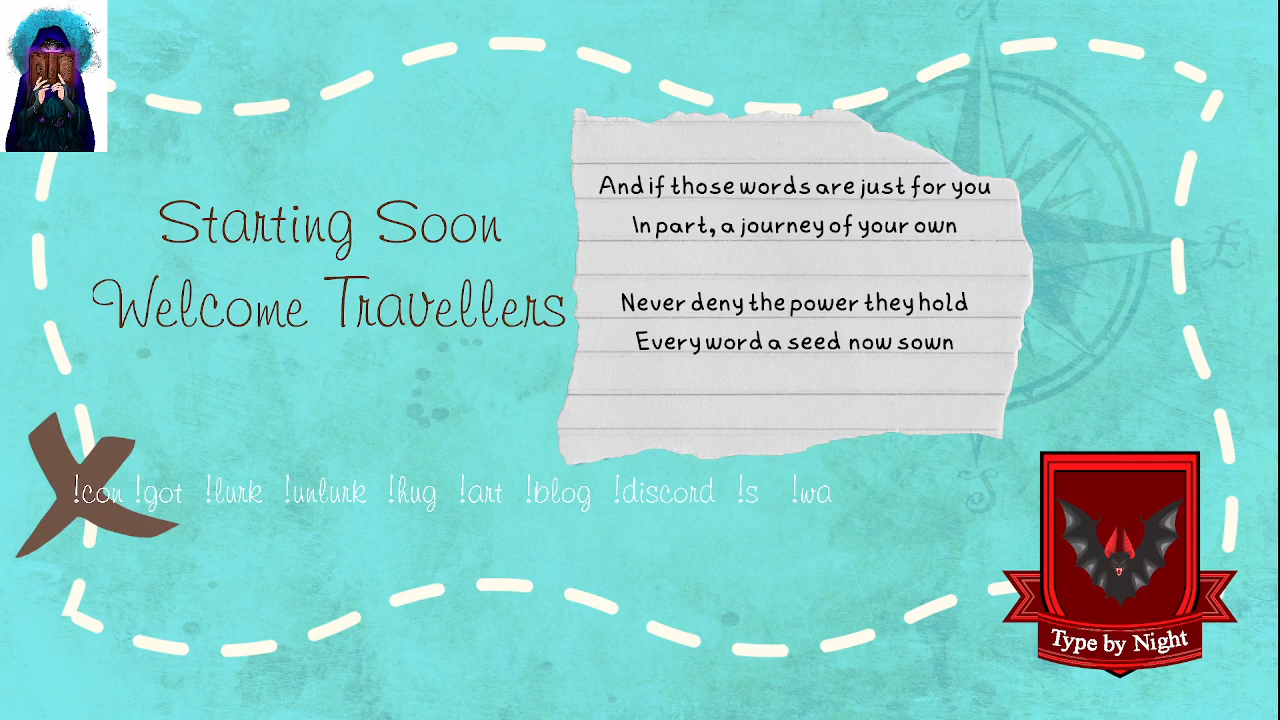 Starting Soon
Welcome Travellers
And if those words are just for you
In part, a journey of your own
Never deny the power they hold
Every word a seed now sown
!con !got !lurk !unlurk !hug !art !blog !discord !s !wa
Type by Night
N
E
S